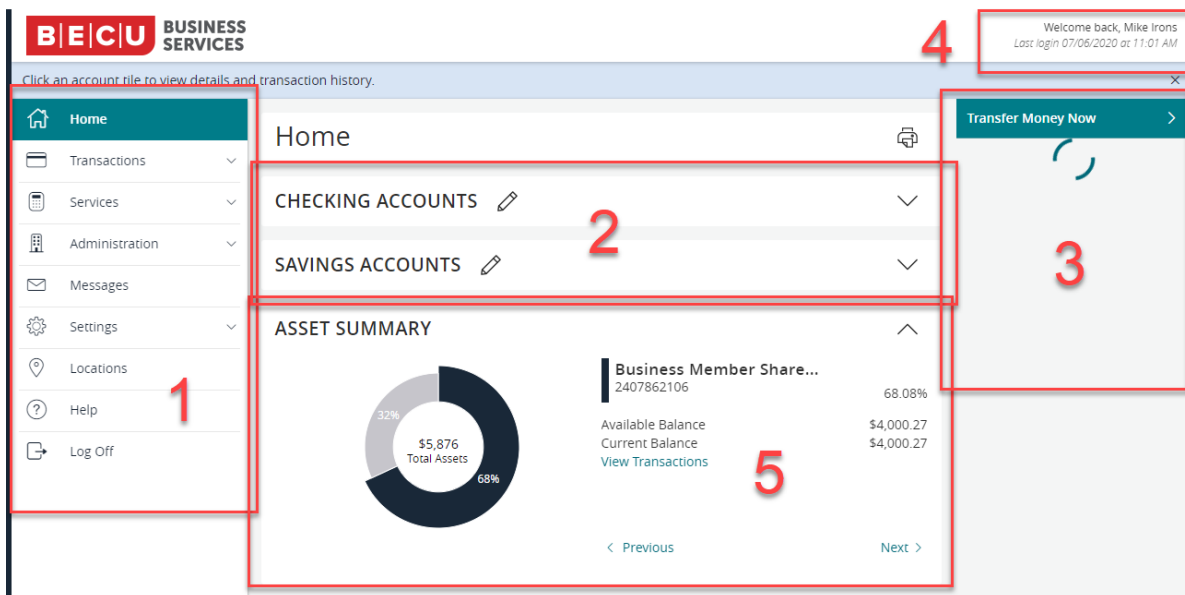 B|E|C|U BUSINESS
SERVICES
4
Welcome back, Mike Irons
Last login 07/06/2020 at 11:01 AM
Click an account tile to view details and transaction history.
Home
Transactions
Services
Administration
Messages
Settings
Locations
Help
Log Off
1
Home
CHECKING ACCOUNTS
2
SAVINGS ACCOUNTS
ASSET SUMMARY
32%
$5,876
Total Assets
68%
Business Member Share...
2407862106
68.08%
Available Balance $4,000.27
Current Balance $4,000.27
View Transactions
5
< Previous Next >
Transfer Money Now
3